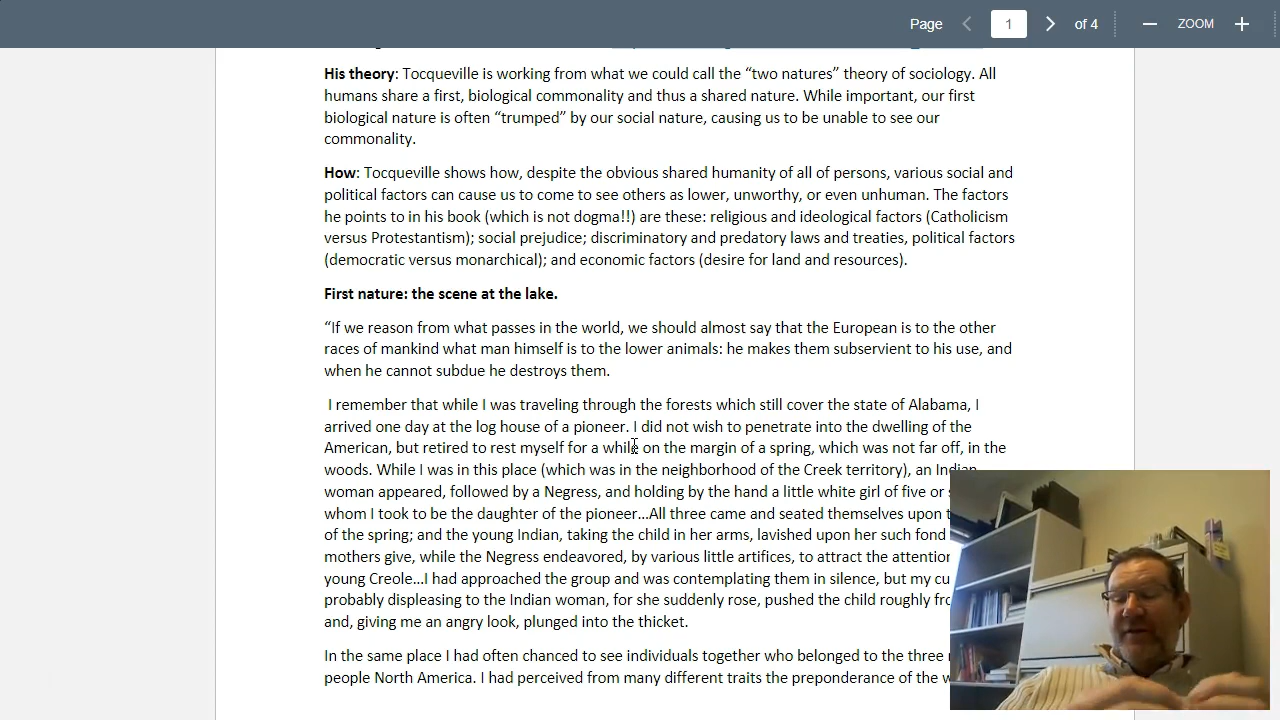 Page 1 of 4 ZOOM
His theory: Tocqueville is working from what we could call the “two natures” theory of sociology. All
humans share a first, biological commonality and thus a shared nature. While important, our first
biological nature is often “trumped” by our social nature, causing us to be unable to see our
commonality.
How: Tocqueville shows how, despite the obvious shared humanity of all of persons, various social and
political factors can cause us to come to see others as lower, unworthy, or even unhuman. The factors
he points to in his book (which is not dogma!!) are these: religious and ideological factors (Catholicism
versus Protestantism); social prejudice; discriminatory and predatory laws and treaties, political factors
(democratic versus monarchical); and economic factors (desire for land and resources).
First nature: the scene at the lake.
“If we reason from what passes in the world, we should almost say that the European is to the other
races of mankind what man himself is to the lower animals: he makes them subservient to his use, and
when he cannot subdue he destroys them.
I remember that while I was traveling through the forests which still cover the state of Alabama, I
arrived one day at the log house of a pioneer. I did not wish to penetrate into the dwelling of the
American, but retired to rest myself for a while on the margin of a spring, which was not far off, in the
woods. While I was in this place (which was in the neighborhood of the Creek territory), an Indian
woman appeared, followed by a Negress, and holding by the hand a little white girl of five or
whom I took to be the daughter of the pioneer...All three came and seated themselves upon
of the spring; and the young Indian, taking the child in her arms, lavished upon her such fond
mothers give, while the Negress endeavored, by various little artifices, to attract the attention
young Creole...I had approached the group and was contemplating them in silence, but my
probably displeasing to the Indian woman, for she suddenly rose, pushed the child roughly
and, giving me an angry look, plunged into the thicket.
In the same place I had often chanced to see individuals together who belonged to the three
people North America. I had perceived from many different traits the preponderance of the